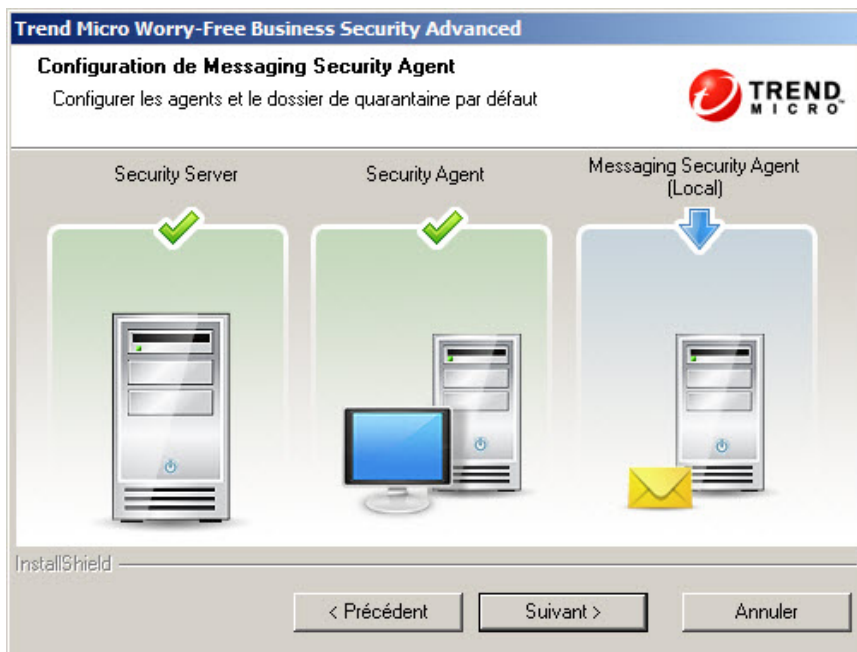 Trend Micro Worry-Free Business Security Advanced
Configuration de Messaging Security Agent
Configurer les agents et le dossier de quarantaine par défaut
TREND
MICRO™
Security Server
Security Agent
Messaging Security Agent
(Local)
InstallShield
< Précédent
Suivant >
Annuler